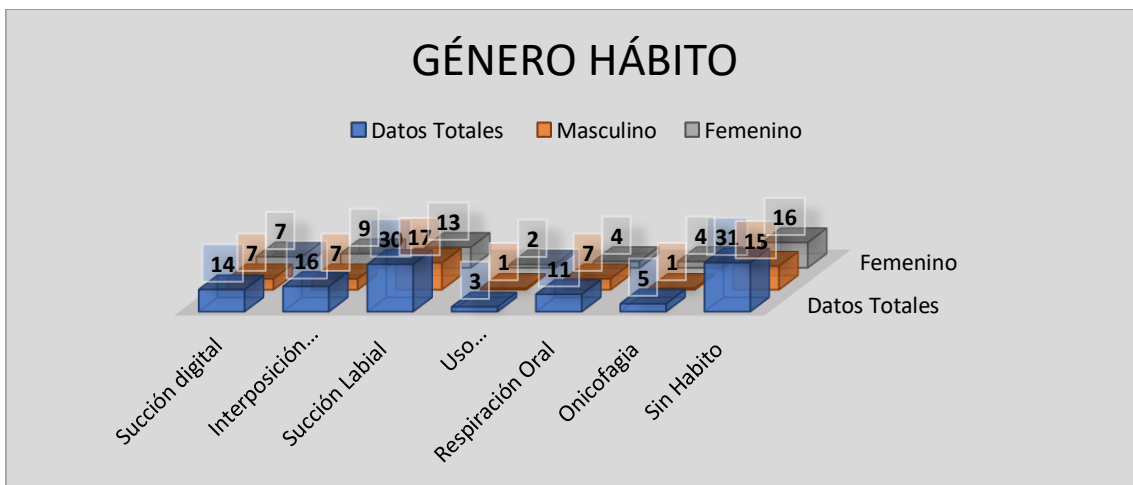 GÉNERO HÁBITO
Datos Totales Masculino Femenino
14 7 7
16 7 9
30 17 13
3 1 2
11 7 4
5 1 4
31 15 16
Femenino
Datos Totales
Succión digital
Interposición...
Succión Labial
Uso...
Respiración Oral
Onicofagia
Sin Habito